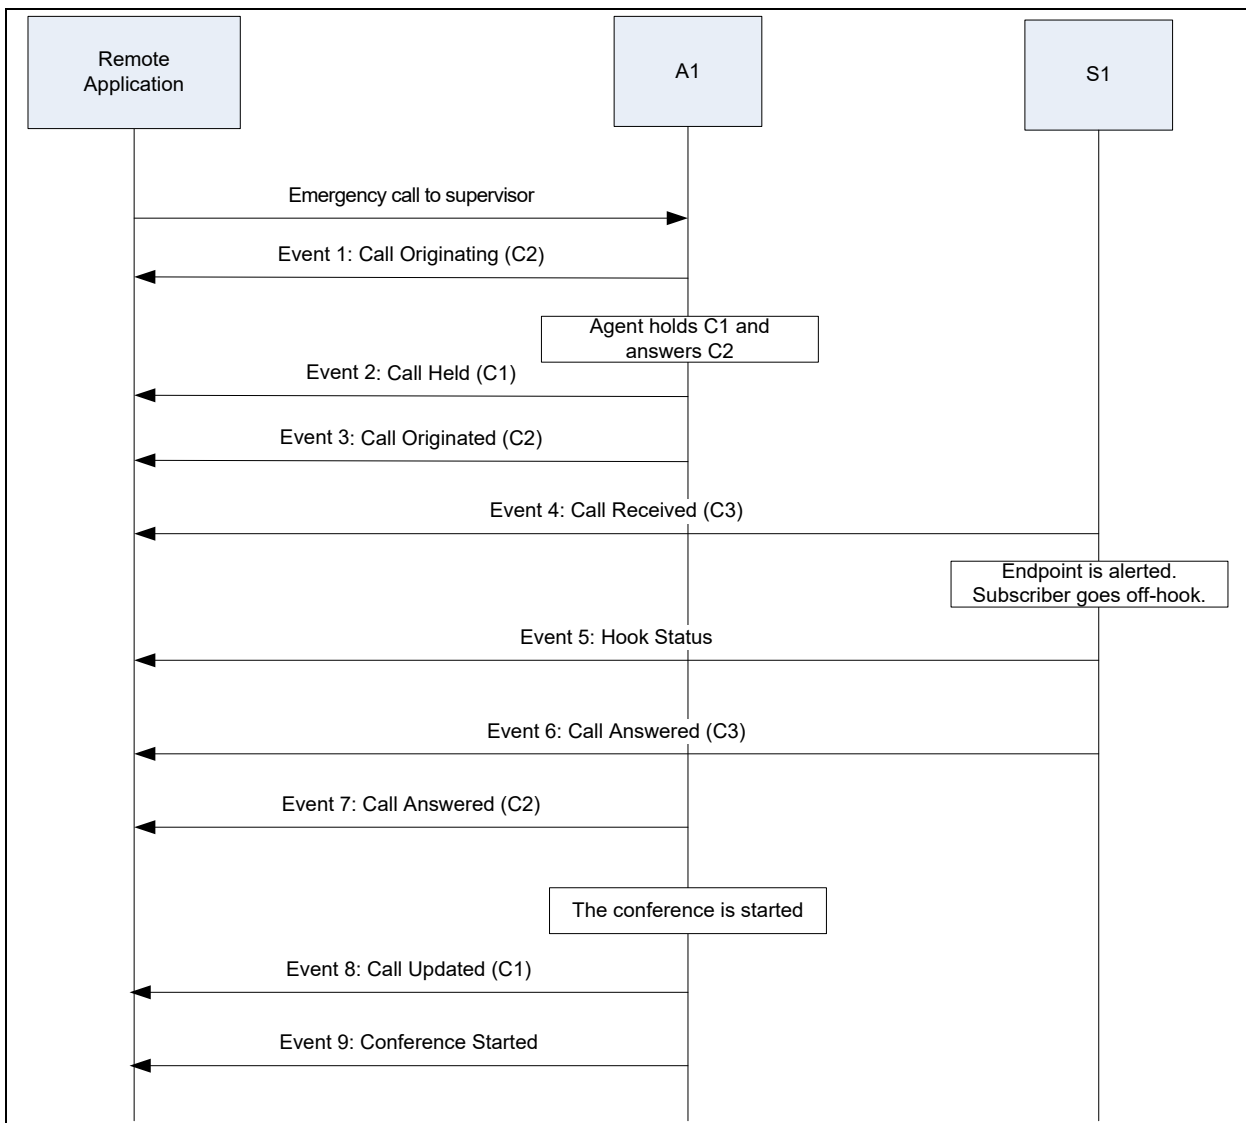 Remote
Application
A1
S1
Emergency call to supervisor
Event 1: Call Originating (C2)
Agent holds C1 and
answers C2
Event 2: Call Held (C1)
Event 3: Call Originated (C2)
Event 4: Call Received (C3)
Endpoint is alerted.
Subscriber goes off-hook.
Event 5: Hook Status
Event 6: Call Answered (C3)
Event 7: Call Answered (C2)
The conference is started
Event 8: Call Updated (C1)
Event 9: Conference Started